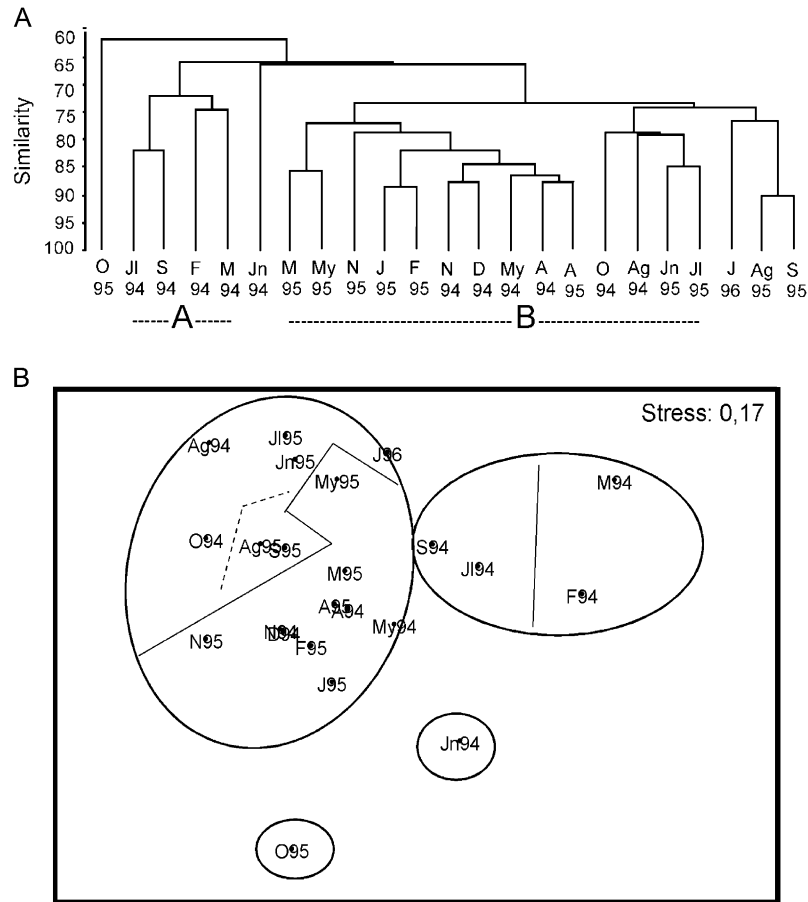 A
Similarity
60
65
70
75
80
85
90
95
100
O Jl S F M Jn M My N J F N D My A A O Ag Jn Jl J Ag S
95 94 94 94 94 94 95 95 95 95 95 94 94 94 94 95 94 94 95 95 96 95 95
A B
B
Stress: 0,17
Ag94 Jl95
Jn95 J96
My95 M94
O94 Ag95 S95 S94
M95 Jl94
A95 A94 F94
N95 N94 D94 My94
F95
J95
Jn94
O95